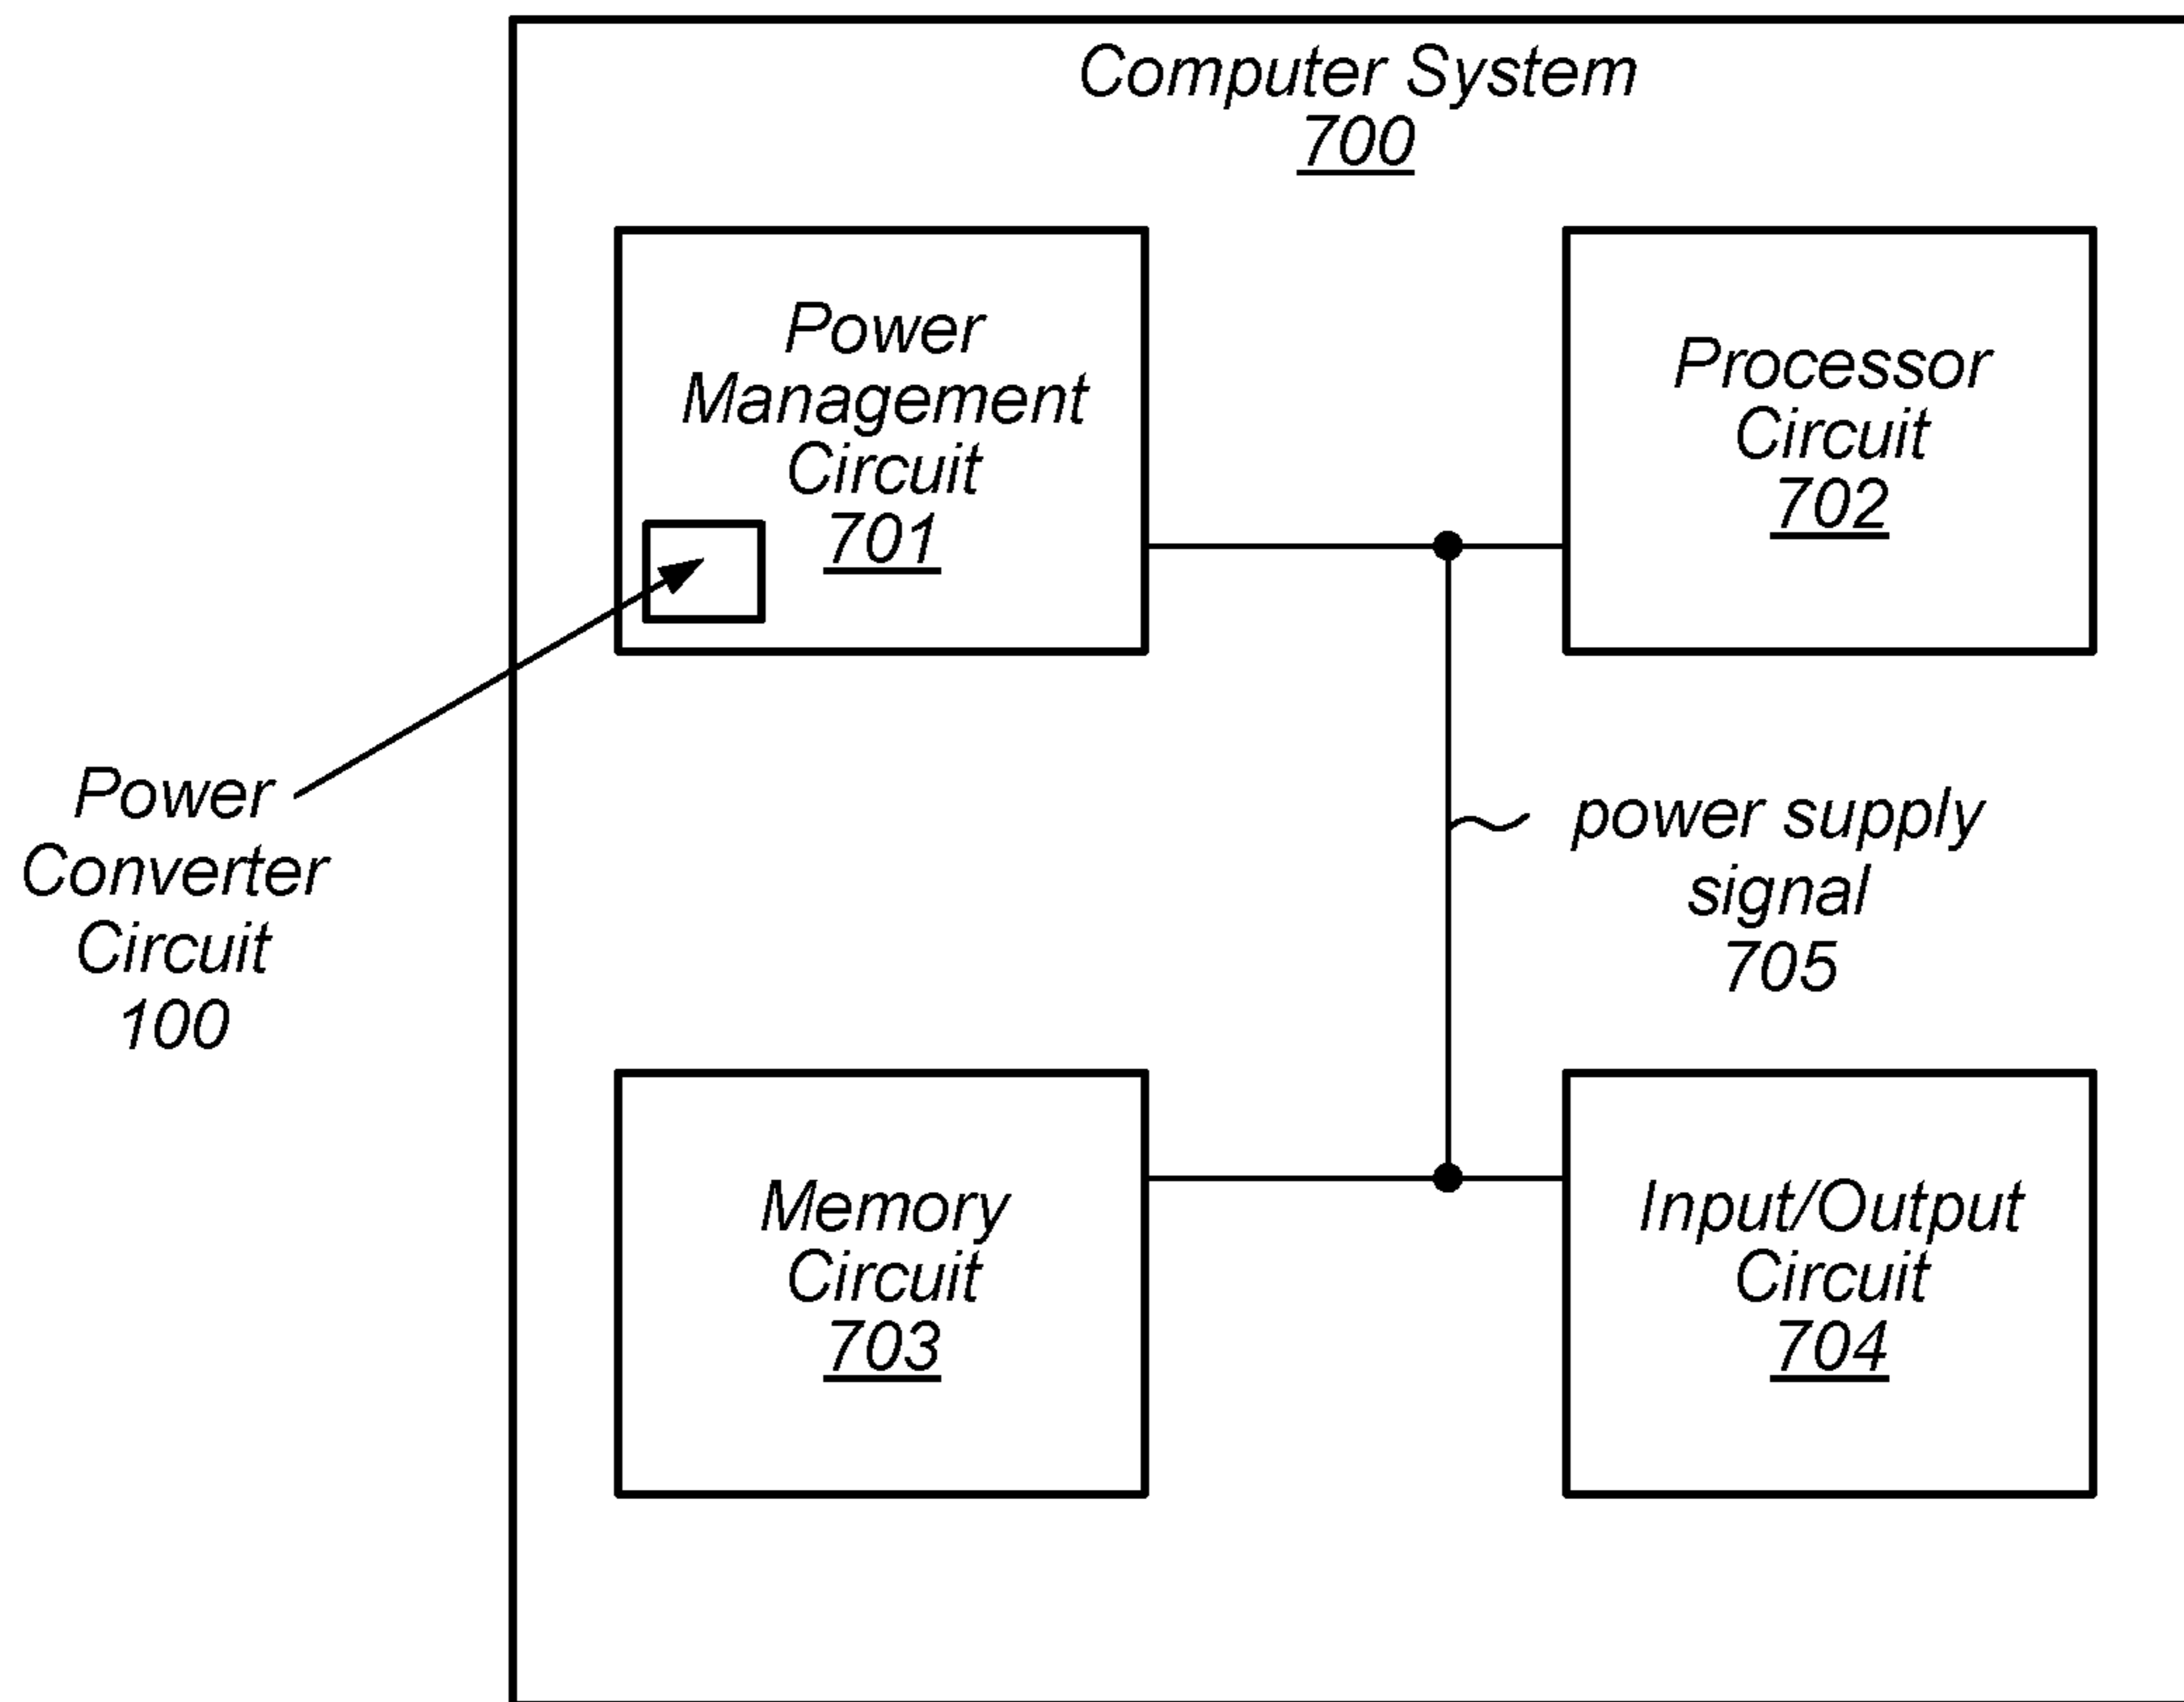 Computer System
700
Power
Management
Circuit
701
Processor
Circuit
702
Power
Converter
Circuit
100
power supply
signal
705
Memory
Circuit
703
Input/Output
Circuit
704